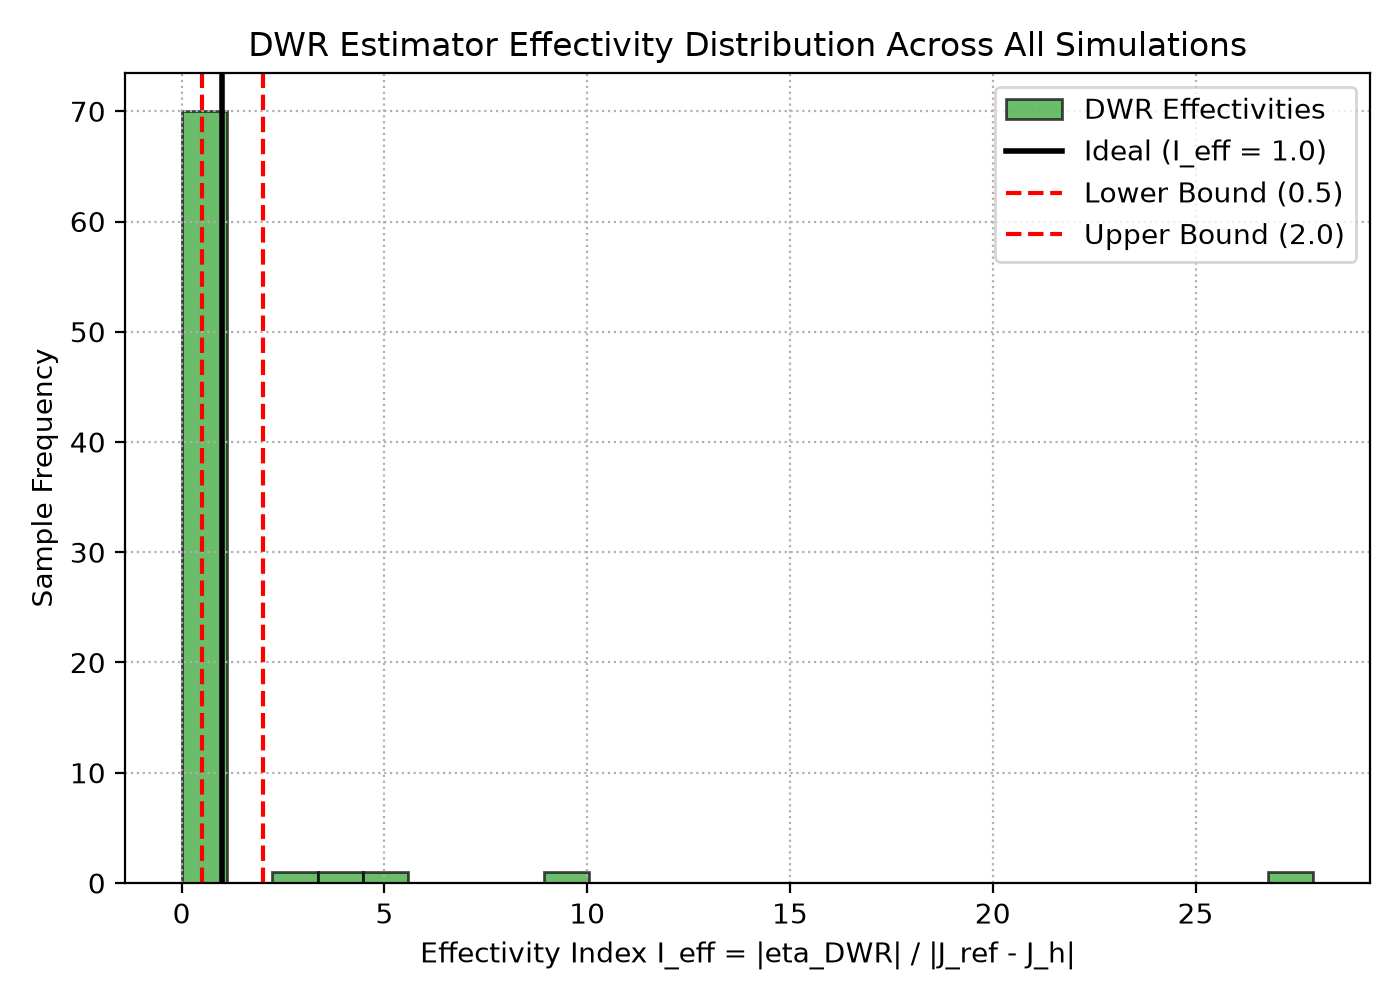 DWR Estimator Effectivity Distribution Across All Simulations
DWR Effectivities
Ideal (I_eff = 1.0)
Lower Bound (0.5)
Upper Bound (2.0)
Sample Frequency
70
60
50
40
30
20
10
0
0 5 10 15 20 25
Effectivity Index I_eff = |eta_DWR| / |J_ref - J_h|